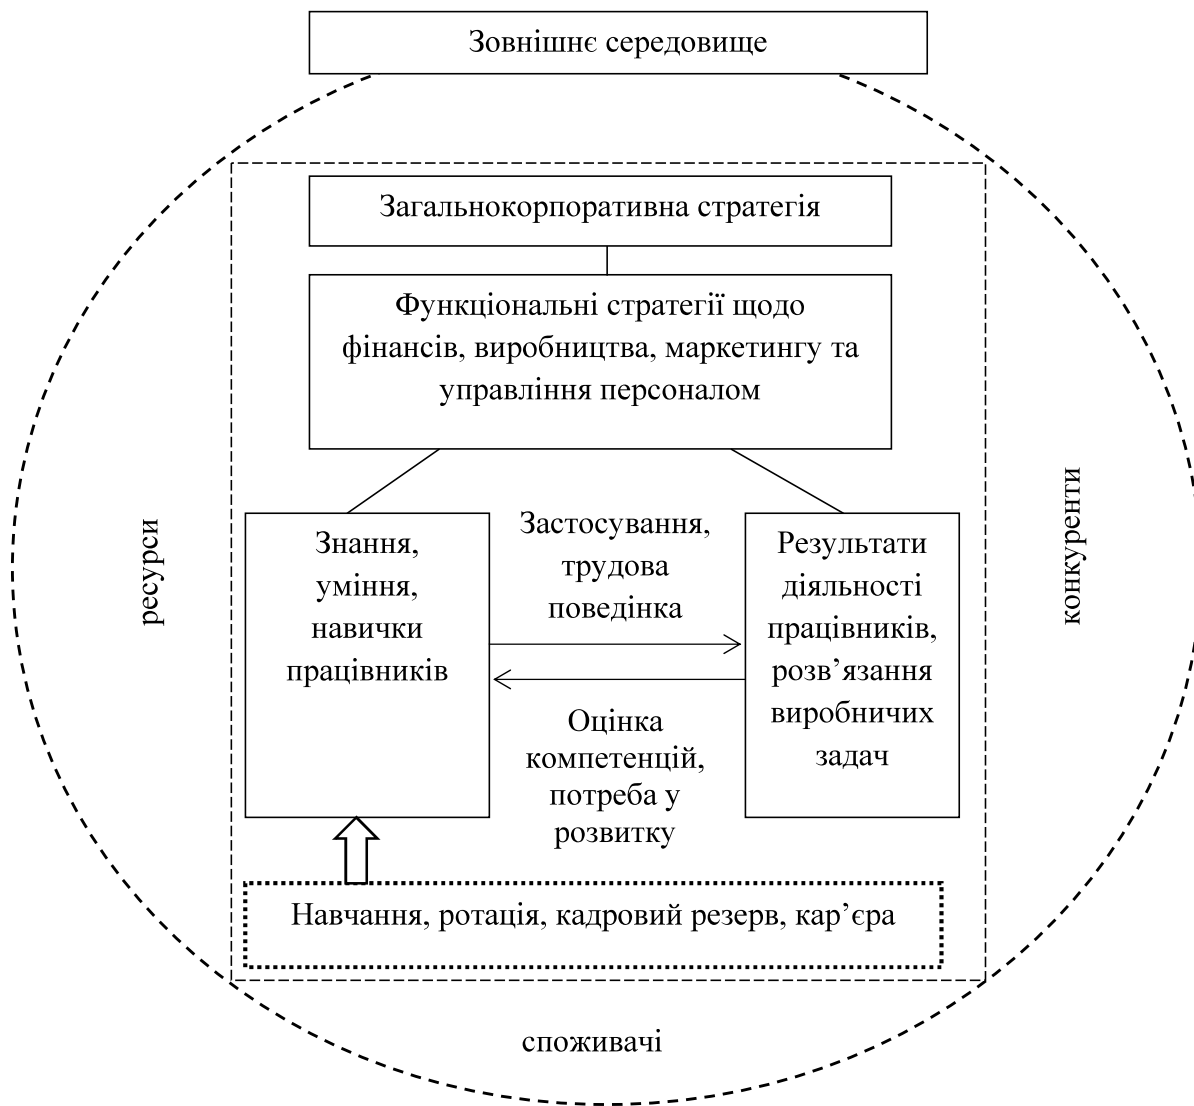 Зовнішнє середовище
Загальнокорпоративна стратегія
Функціональні стратегії щодо
фінансів, виробництва, маркетингу та
управління персоналом
ресурси
Знання,
уміння,
навички
працівників
Застосування,
трудова
поведінка
Оцінка
компетенцій,
потреба у
розвитку
Результати
діяльності
працівників,
розв’язання
виробничих
задач
конкуренти
Навчання, ротація, кадровий резерв, кар’єра
споживачі